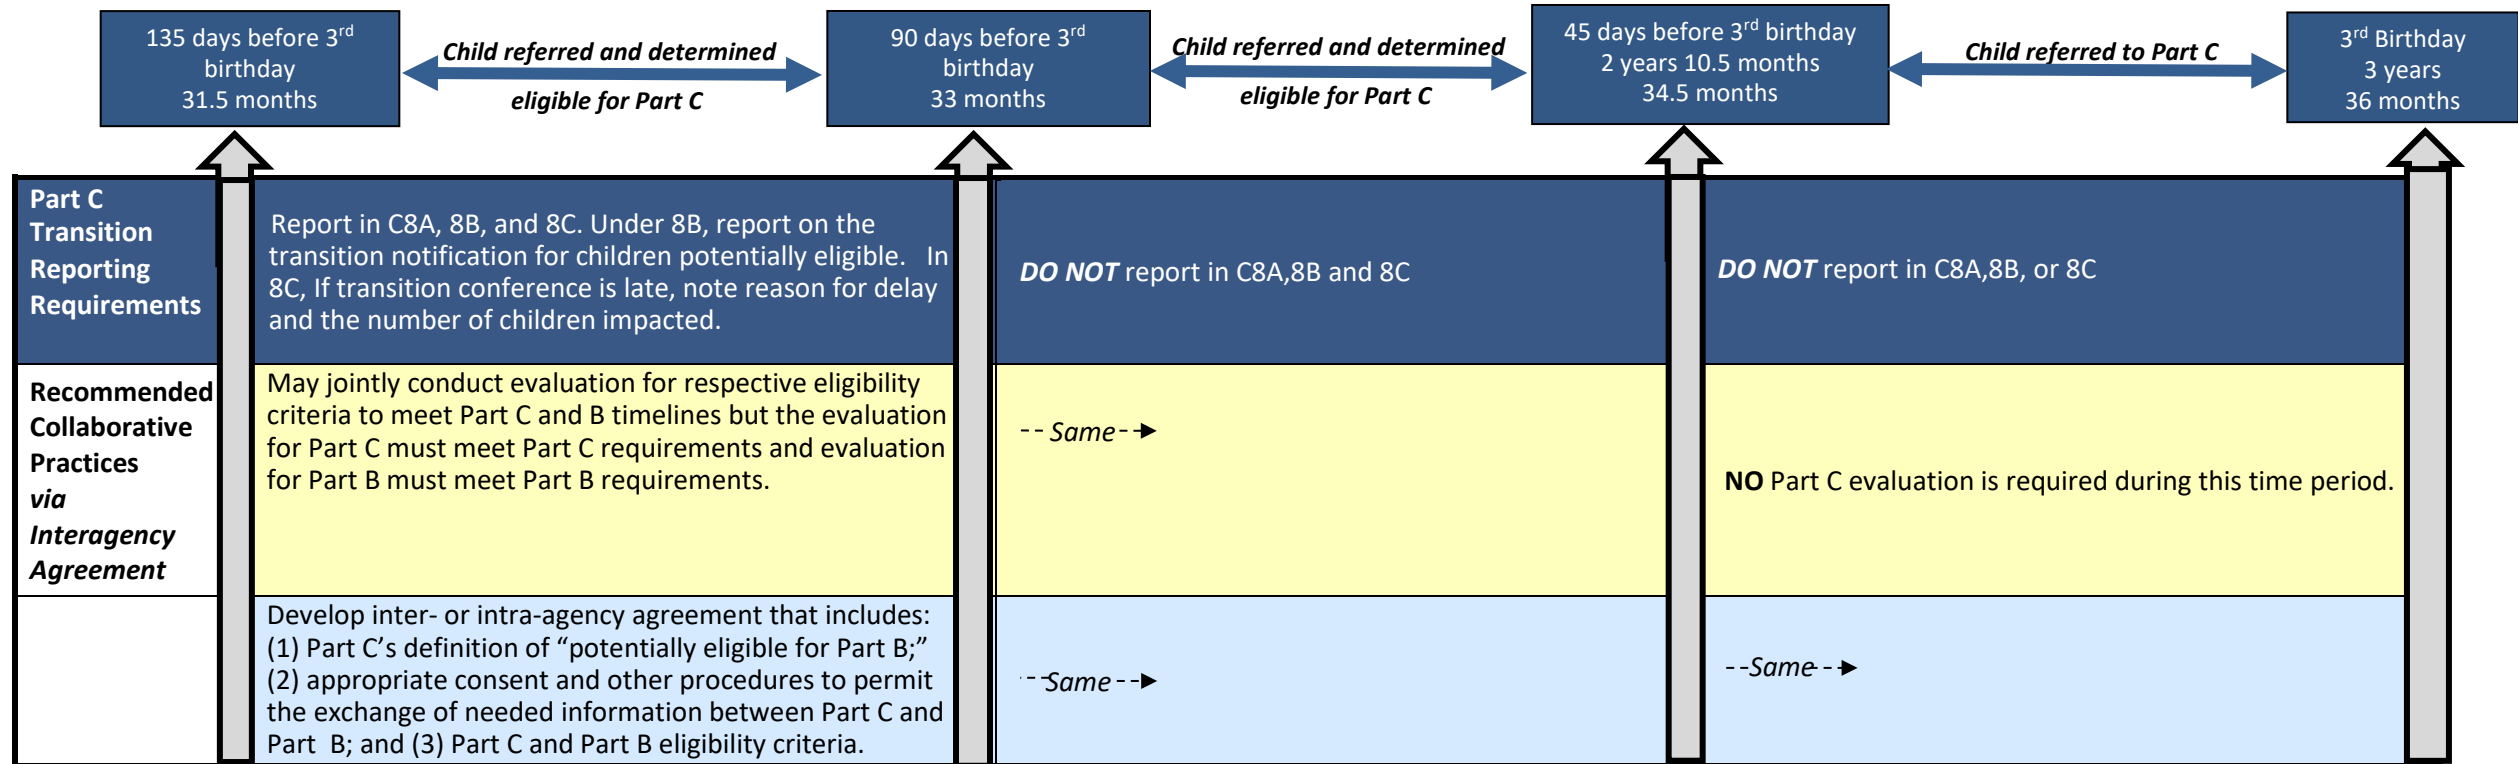 135 days before 3rd
birthday
31.5 months
Child referred and determined
eligible for Part C
90 days before 3rd
birthday
33 months
Child referred and determined
eligible for Part C
45 days before 3rd birthday
2 years 10.5 months
34.5 months
Child referred to Part C
3rd Birthday
3 years
36 months
Part C
Transition
Reporting
Requirements
Report in C8A, 8B, and 8C. Under 8B, report on the
transition notification for children potentially eligible. In
8C, If transition conference is late, note reason for delay
and the number of children impacted.
DO NOT report in C8A,8B and 8C
DO NOT report in C8A,8B, or 8C
Recommended
Collaborative
Practices
via
Interagency
Agreement
May jointly conduct evaluation for respective eligibility
criteria to meet Part C and B timelines but the evaluation
for Part C must meet Part C requirements and evaluation
for Part B must meet Part B requirements.
-- Same--
NO Part C evaluation is required during this time period.
Develop inter- or intra-agency agreement that includes:
(1) Part C’s definition of “potentially eligible for Part B;”
(2) appropriate consent and other procedures to permit
the exchange of needed information between Part C and
Part B; and (3) Part C and Part B eligibility criteria.
--Same--
--Same--